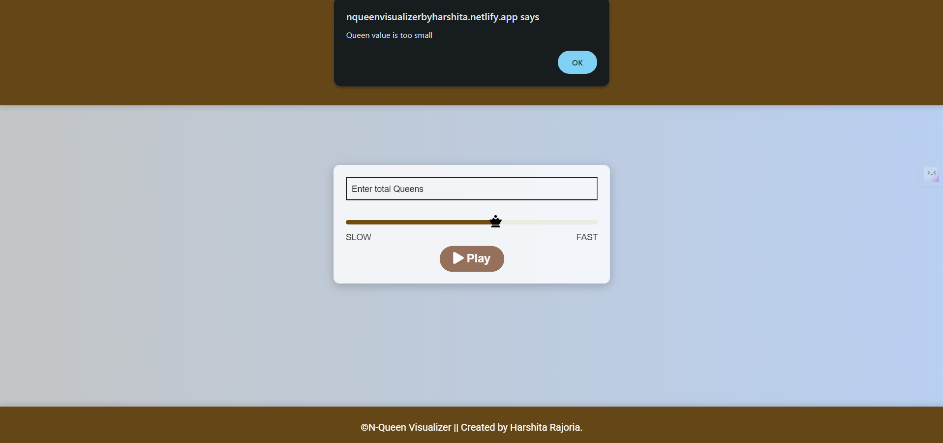 nqueenvisualizerbyharshita.netlify.app says
Queen value is too small
OK
Enter total Queens
SLOW
FAST
Play
©N-Queen Visualizer || Created by Harshita Rajoria.